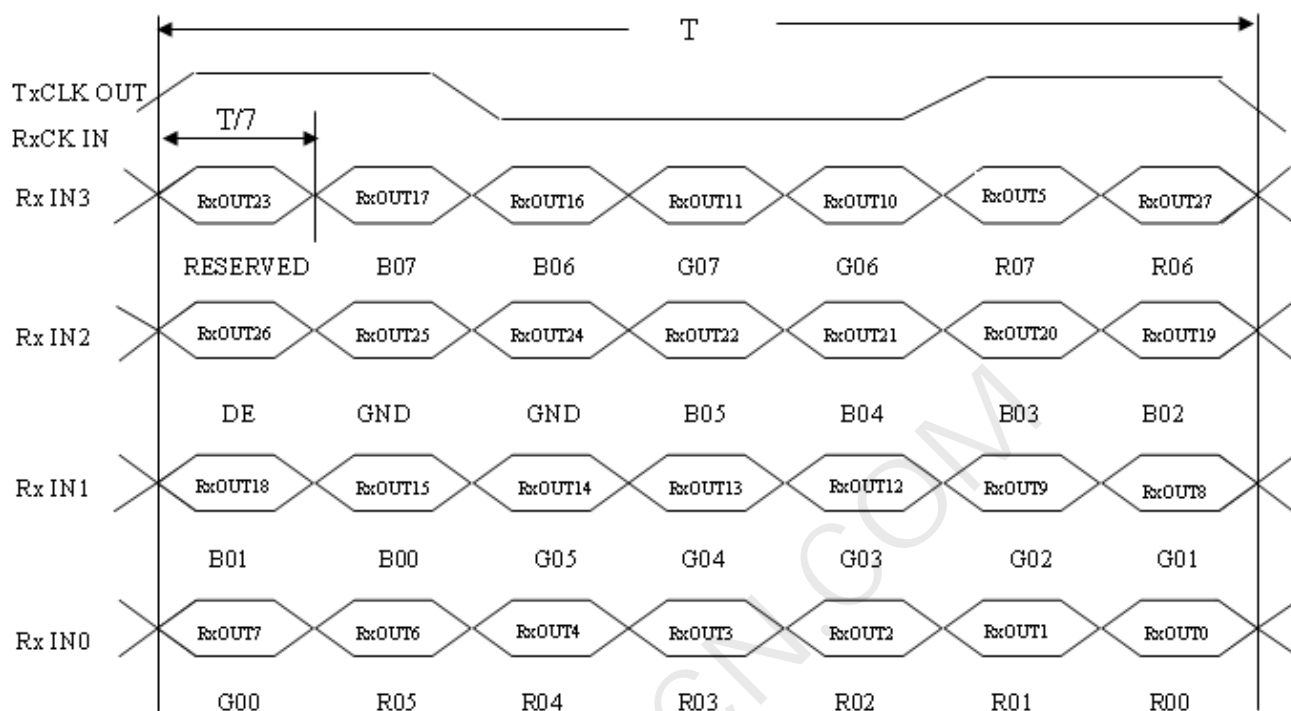 T
TxCLK OUT
T/7
RxCK IN
Rx IN3 RxOUT23 RxOUT17 RxOUT16 RxOUT11 RxOUT10 RxOUT5 RxOUT27
RESERVED B07 B06 G07 G06 R07 R06
Rx IN2 RxOUT26 RxOUT25 RxOUT24 RxOUT22 RxOUT21 RxOUT20 RxOUT19
DE GND GND B05 B04 B03 B02
Rx IN1 RxOUT18 RxOUT15 RxOUT14 RxOUT13 RxOUT12 RxOUT9 RxOUT8
B01 B00 G05 G04 G03 G02 G01
Rx IN0 RxOUT7 RxOUT6 RxOUT4 RxOUT3 RxOUT2 RxOUT1 RxOUT0
G00 R05 R04 R03 R02 R01 R00